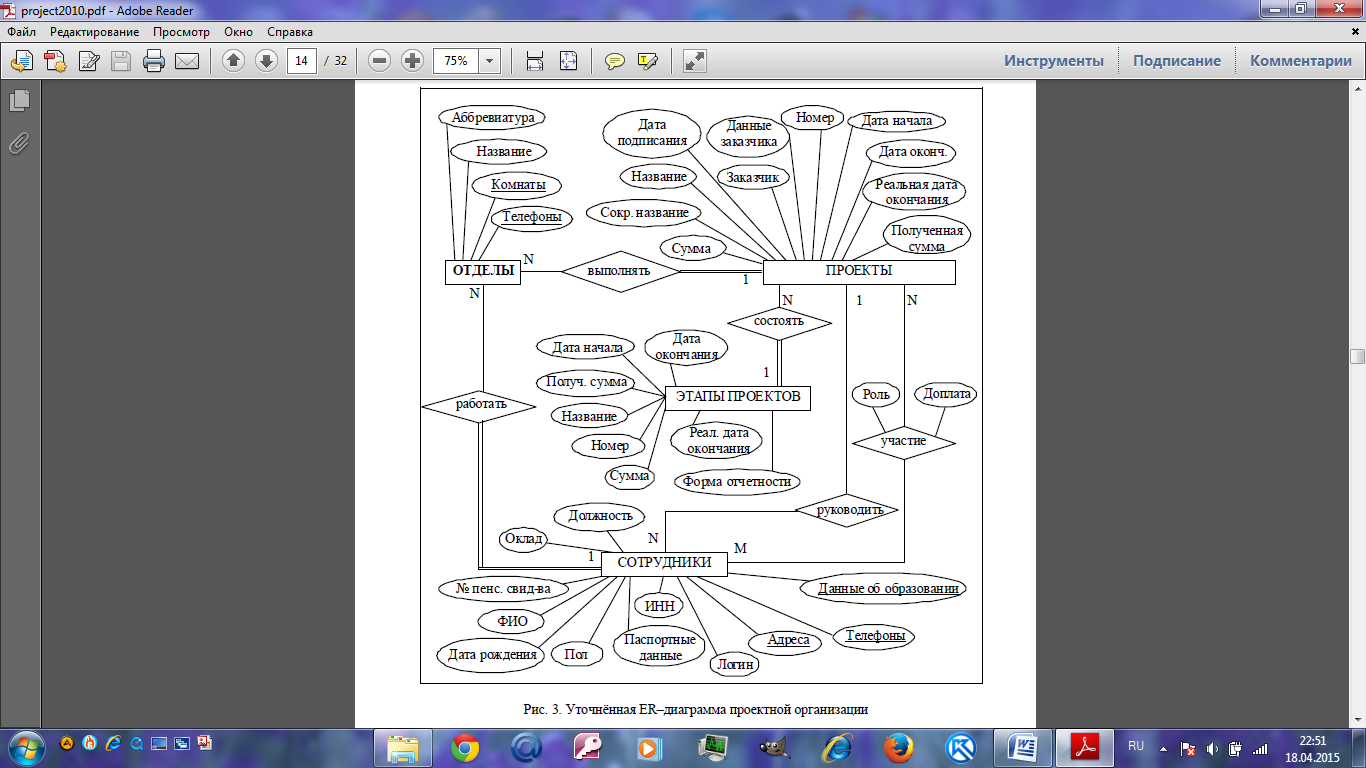 project2010.pdf - Adobe Reader
Файл Редактирование Просмотр Окно Справка
14 / 32 75% Инструменты Подписание Комментарии
Аббревиатура
Название
Комнаты
Телефоны
Дата
подписания
Данные
заказчика
Номер
Дата начала
Дата оконч.
Название
Заказчик
Реальная дата
окончания
Сокр. название
Полученная
сумма
Сумма
ОТДЕЛЫ
N
выполнять
1
ПРОЕКТЫ
N
N
1
N
состоять
Дата начала
Дата
окончания
1
Получ. сумма
ЭТАПЫ ПРОЕКТОВ
Роль
Доплата
работать
Название
Номер
Реал. дата
окончания
участие
Сумма
Форма отчетности
руководить
Должность
Оклад
N
M
1
СОТРУДНИКИ
№ пенс. свид-ва
ИНН
Данные об образовании
ФИО
Дата рождения
Пол
Паспортные
данные
Логин
Адреса
Телефоны
Рис. 3. Уточнённая ER–диаграмма проектной организации
RU
22:51
18.04.2015